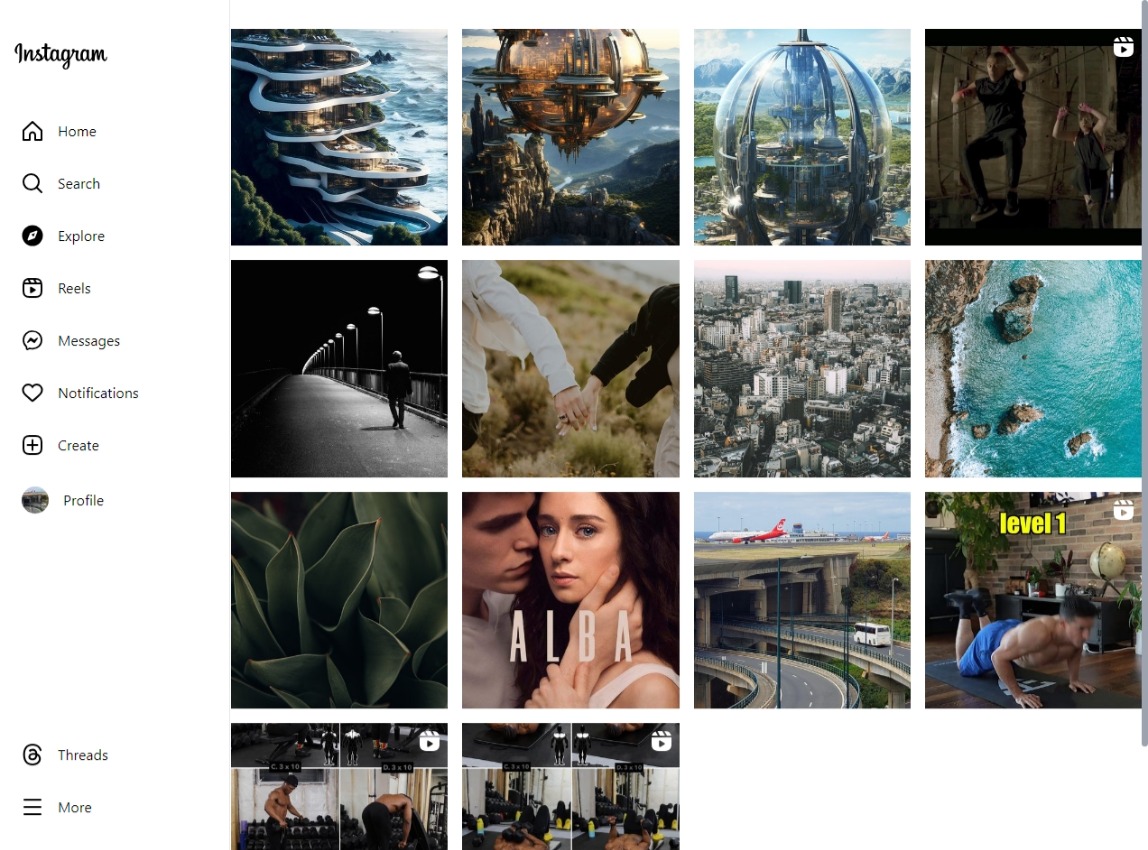 Instagram
Home
Search
Explore
Reels
Messages
Notifications
Create
Profile
Threads
More
level 1
ALBA
C. 3 x 10
D. 3 x 10
C. 3 x 10
D. 3 x 10